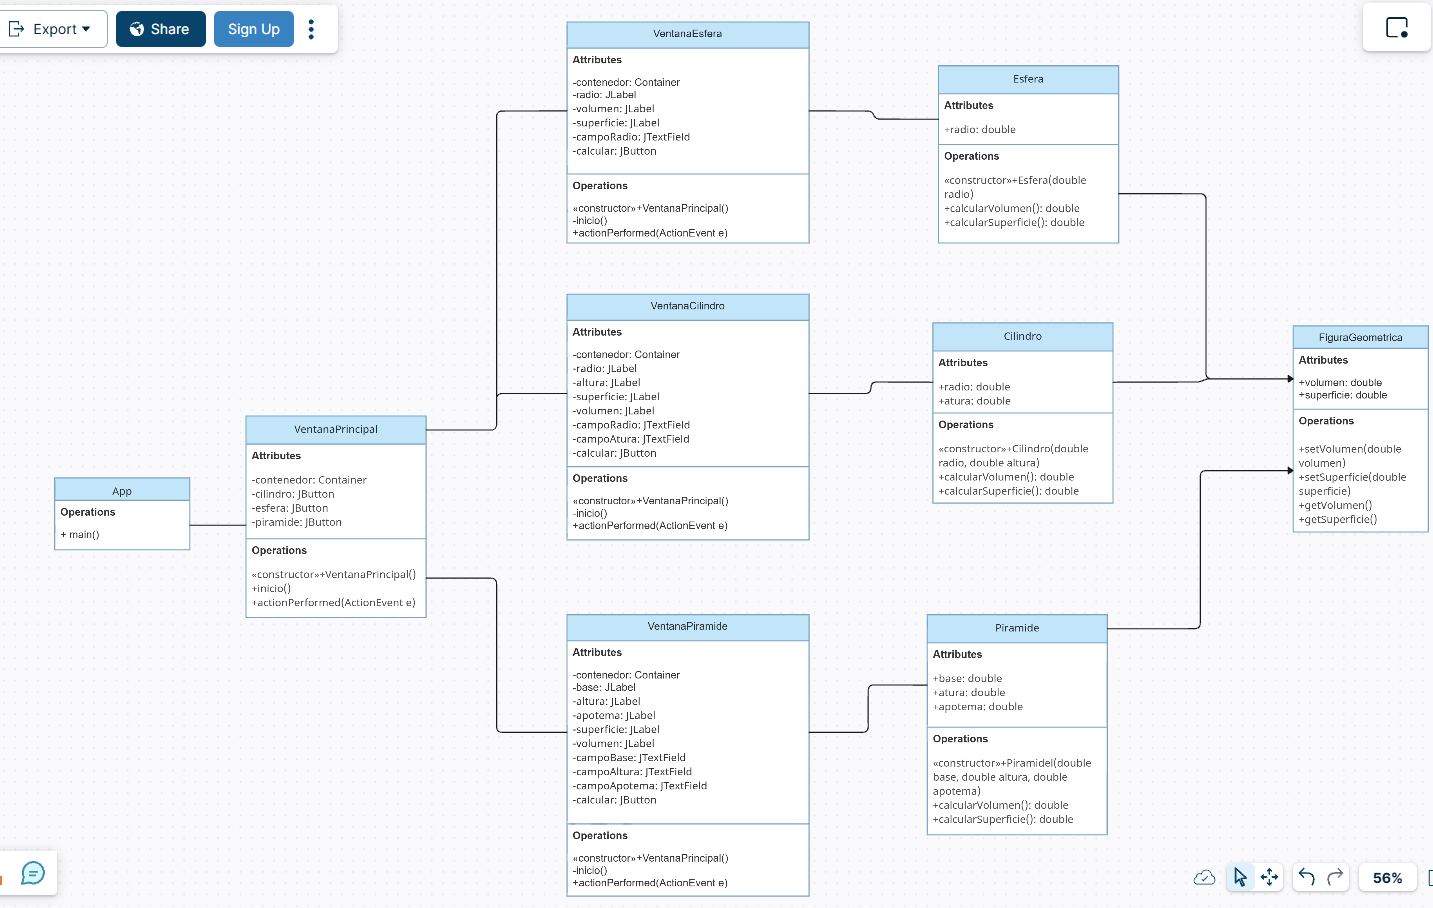 Export
Share
Sign Up
VentanaEsfera
Attributes
-contenedor: Container
-radio: JLabel
-volumen: JLabel
-superficie: JLabel
-campoRadio: JTextField
-calcular: JButton
Operations
«constructor»+VentanaPrincipal()
-inicio()
+actionPerformed(ActionEvent e)
Esfera
Attributes
+radio: double
Operations
«constructor»+Esfera(double
radio)
+calcularVolumen(): double
+calcularSuperficie(): double
VentanaCilindro
Attributes
-contenedor: Container
-radio: JLabel
-altura: JLabel
-superficie: JLabel
-volumen: JLabel
-campoRadio: JTextField
-campoAtura: JTextField
-calcular: JButton
Operations
«constructor»+VentanaPrincipal()
-inicio()
+actionPerformed(ActionEvent e)
Cilindro
Attributes
+radio: double
+atura: double
Operations
«constructor»+Cilindro(double
radio, double altura)
+calcularVolumen(): double
+calcularSuperficie(): double
FiguraGeometrica
Attributes
+volumen: double
+superficie: double
Operations
+setVolumen(double
volumen)
+setSuperficie(double
superficie)
+getVolumen()
+getSuperficie()
VentanaPrincipal
Attributes
-contenedor: Container
-cilindro: JButton
-esfera: JButton
-piramide: JButton
Operations
«constructor»+VentanaPrincipal()
+inicio()
+actionPerformed(ActionEvent e)
App
Operations
+ main()
VentanaPiramide
Attributes
-contenedor: Container
-base: JLabel
-altura: JLabel
-apotema: JLabel
-superficie: JLabel
-volumen: JLabel
-campoBase: JTextField
-campoAltura: JTextField
-campoApotema: JTextField
-calcular: JButton
Operations
«constructor»+VentanaPrincipal()
-inicio()
+actionPerformed(ActionEvent e)
Piramide
Attributes
+base: double
+atura: double
+apotema: double
Operations
«constructor»+Piramidel(double
base, double altura, double
apotema)
+calcularVolumen(): double
+calcularSuperficie(): double
56%